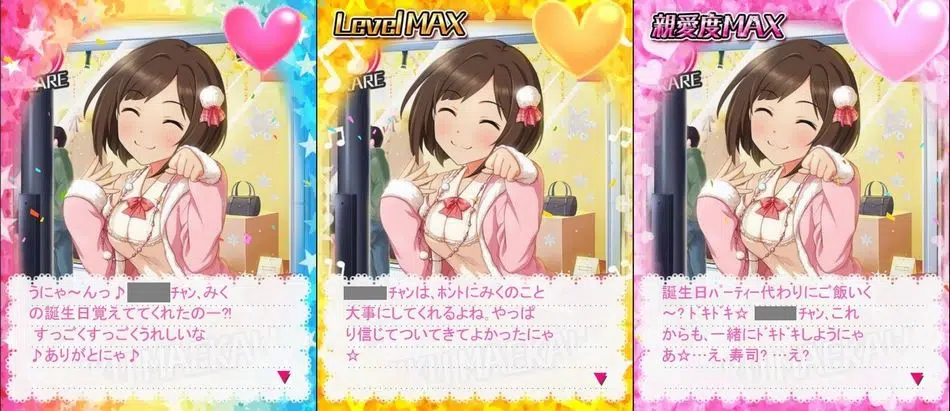 RARE
うにゃ～んっ♪ チャン、みく
の誕生日覚えててくれたのー?!
すっごくすっごくうれしいな
♪ありがとにゃ♪
Level MAX
RARE
チャンは、ホントにみくのこと
大事にしてくれるよね。やっぱ
り信じてついてきてよかったにゃ
☆
親愛度MAX
RARE
誕生日パーティー代わりにご飯いく
～?ドキドキ☆ チャン、これ
からも、一緒にドキドキしようにゃ
あ☆…え、寿司? …え?